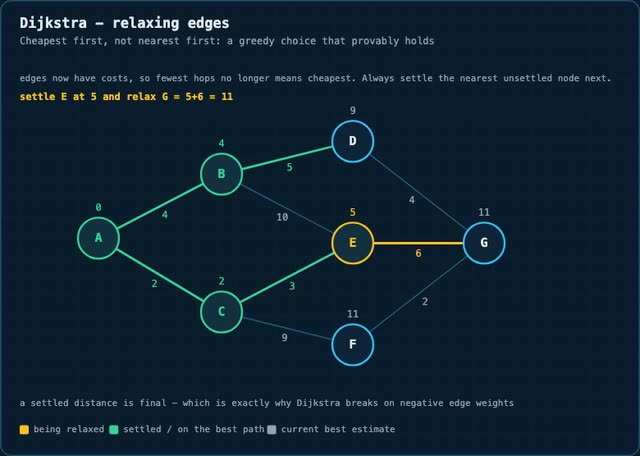 Dijkstra — relaxing edges
Cheapest first, not nearest first: a greedy choice that provably holds
edges now have costs, so fewest hops no longer means cheapest. Always settle the nearest unsettled node next.
settle E at 5 and relax G = 5+6 = 11
9
D
4
B
5
4
0
A
4
10
5
E
11
G
6
2
2
C
3
2
11
F
9
a settled distance is final — which is exactly why Dijkstra breaks on negative edge weights
being relaxed settled / on the best path current best estimate